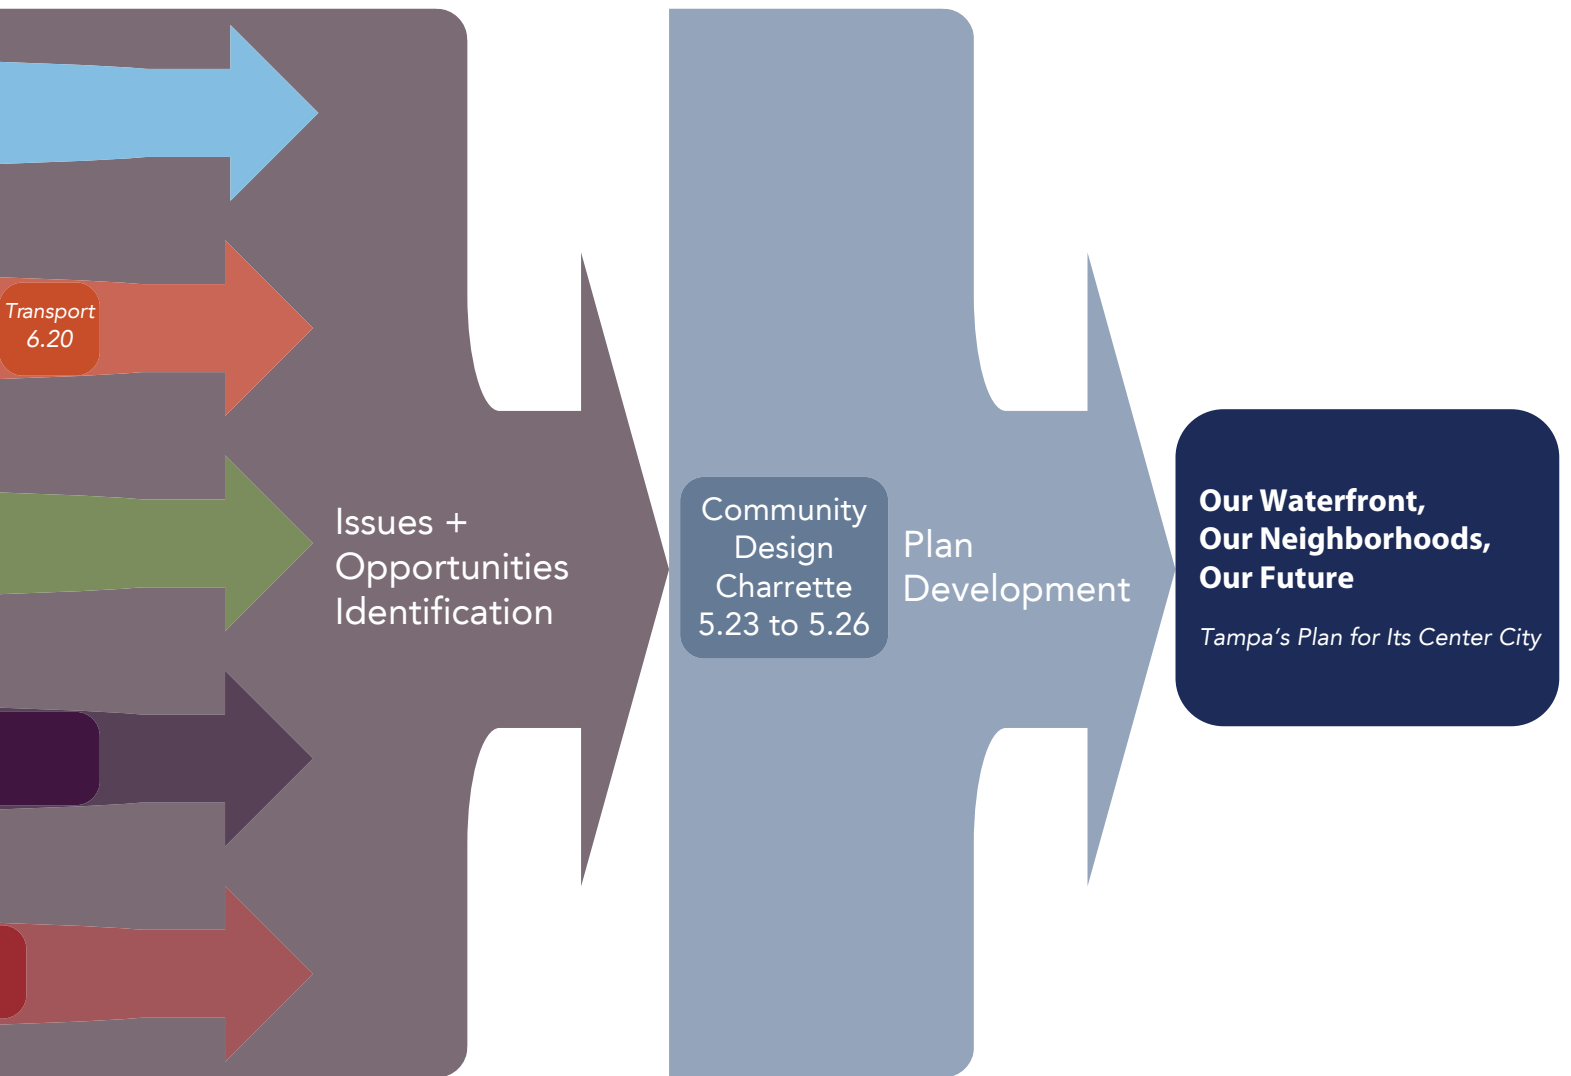 Transport
6.20
Issues +
Opportunities
Identification
Community
Design
Charrette
5.23 to 5.26
Plan
Development
Our Waterfront,
Our Neighborhoods,
Our Future
Tampa’s Plan for Its Center City